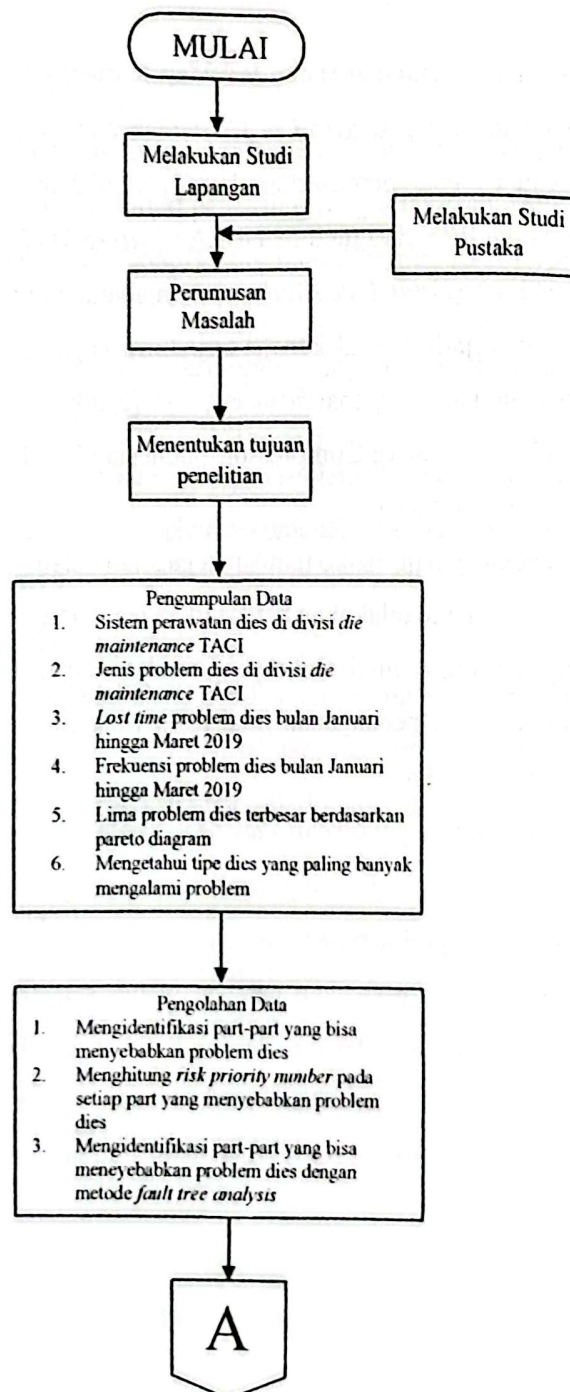 MULAI
Melakukan Studi
Lapangan
Melakukan Studi
Pustaka
Perumusan
Masalah
Menentukan tujuan
penelitian
Pengumpulan Data
1. Sistem perawatan dies di divisi die
maintenance TACI
2. Jenis problem dies di divisi die
maintenance TACI
3. Lost time problem dies bulan Januari
hingga Maret 2019
4. Frekuensi problem dies bulan Januari
hingga Maret 2019
5. Lima problem dies terbesar berdasarkan
pareto diagram
6. Mengetahui tipe dies yang paling banyak
mengalami problem
Pengolahan Data
1. Mengidentifikasi part-part yang bisa
menyebabkan problem dies
2. Menghitung risk priority number pada
setiap part yang menyebabkan problem
dies
3. Mengidentifikasi part-part yang bisa
meneyebabkan problem dies dengan
metode fault tree analysis
A